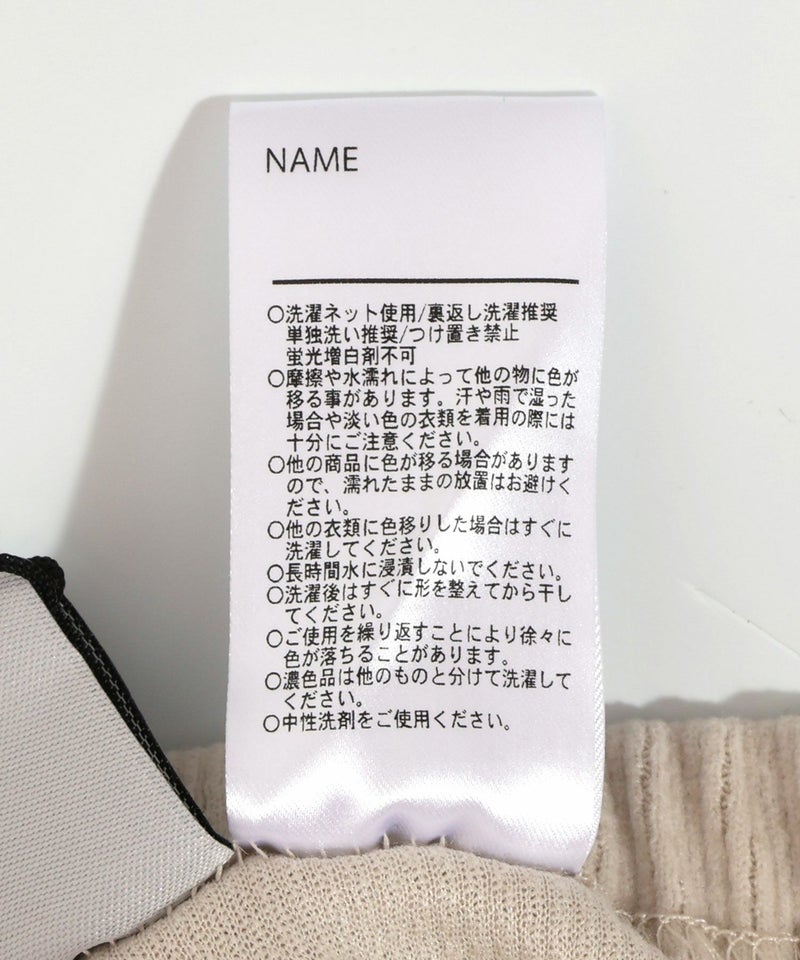 NAME
○洗濯ネット使用/裏返し洗濯推奨
単独洗い推奨/つけ置き禁止
蛍光増白剤不可
○摩擦や水濡れによって他の物に色が
移る事があります。汗や雨で湿った
場合や淡い色の衣類を着用の際には
十分にご注意ください。
○他の商品に色が移る場合があります
ので、濡れたままの放置はお避けく
ださい。
○他の衣類に色移りした場合はすぐに
洗濯してください。
○長時間水に浸漬しないでください。
○洗濯後はすぐに形を整えてから干し
てください。
○ご使用を繰り返すことにより徐々に
色が落ちることがあります。
○濃色品は他のものと分けて洗濯して
ください。
○中性洗剤をご使用ください。